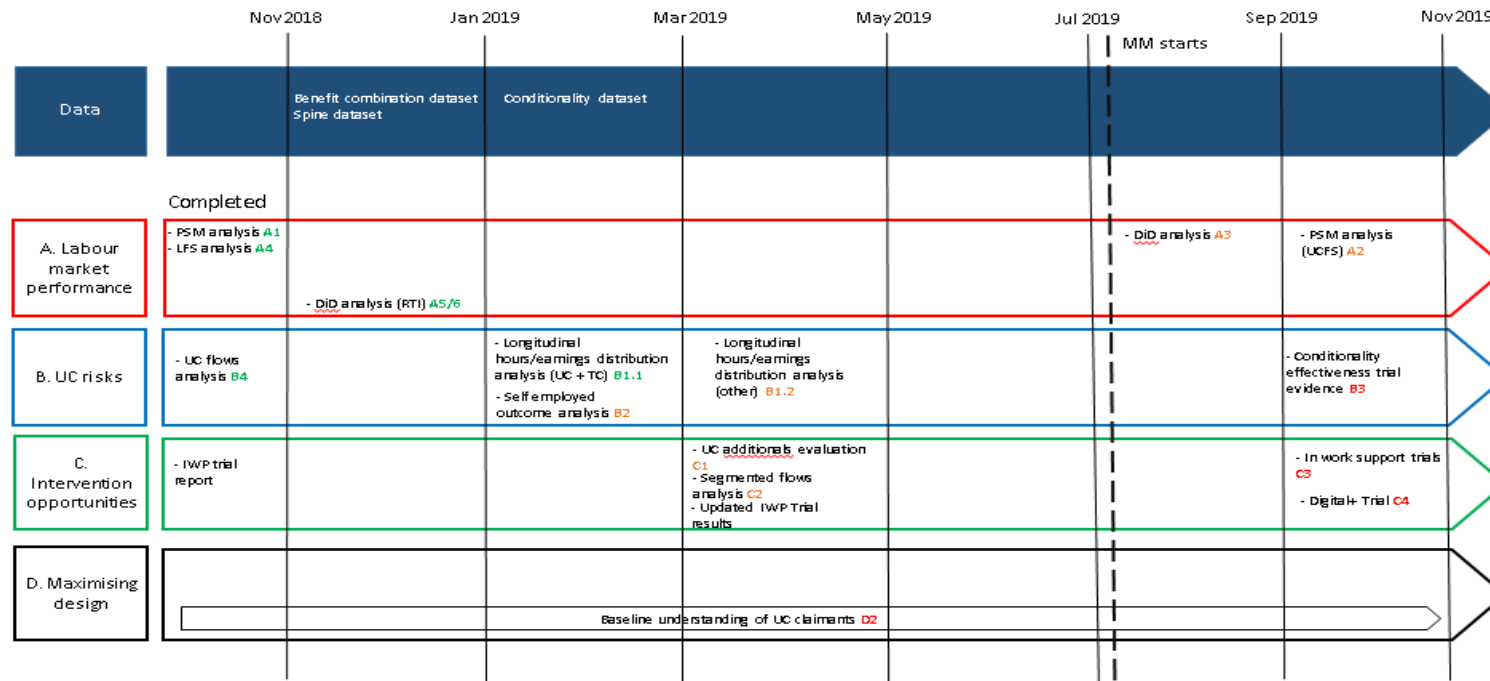 Nov 2018
Jan 2019
Mar 2019
May 2019
Jul 2019
Sep 2019
Nov 2019
MM starts
Data
Benefit combination dataset
Spine dataset
Conditionality dataset
Completed
A. Labour
market
performance
- PSM analysis A1
- LFS analysis A4
- DiD analysis (RTI) A5/6
- DiD analysis A3
- PSM analysis
(UCFS) A2
B. UC risks
- UC flows
analysis B4
- Longitudinal
hours/earnings distribution
analysis (UC + TC) B1.1
- Self employed
outcome analysis B2
- Longitudinal
hours/earnings
distribution analysis
(other) B1.2
- Conditionality
effectiveness trial
evidence B3
C.
Intervention
opportunities
- IWP trial
report
- UC additionals evaluation
C1
- Segmented flows
analysis C2
- Updated IWP Trial
results
- In work support trials
C3
- Digital+ Trial C4
D. Maximising
design
Baseline understanding of UC claimants D2